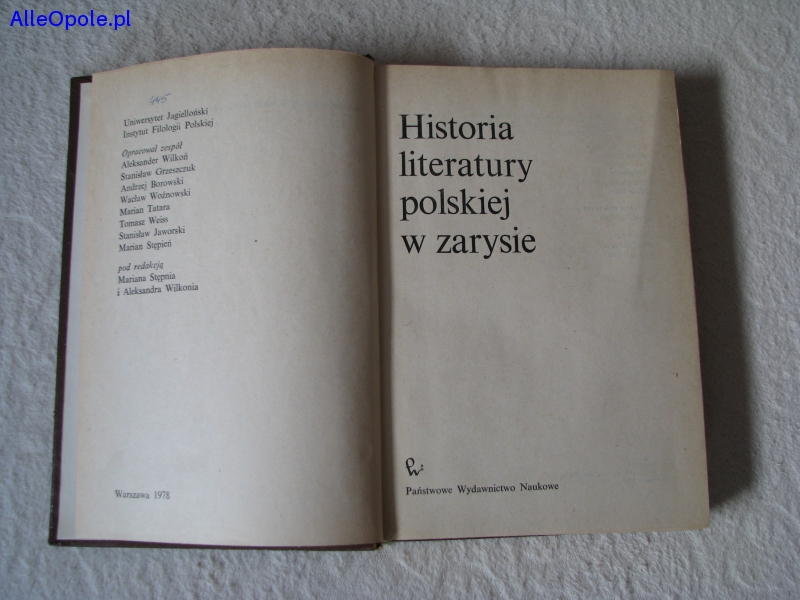 AlleOpole.pl
445
Uniwersytet Jagielloński
Instytut Filologii Polskiej
Opracował zespół
Aleksander Wilkoń
Stanisław Grzeszczuk
Andrzej Borowski
Wacław Woźnowski
Marian Tatara
Tomasz Weiss
Stanisław Jaworski
Marian Stępień
pod redakcją
Mariana Stępnia
i Aleksandra Wilkonia
Warszawa 1978
Historia
literatury
polskiej
w zarysie
Państwowe Wydawnictwo Naukowe